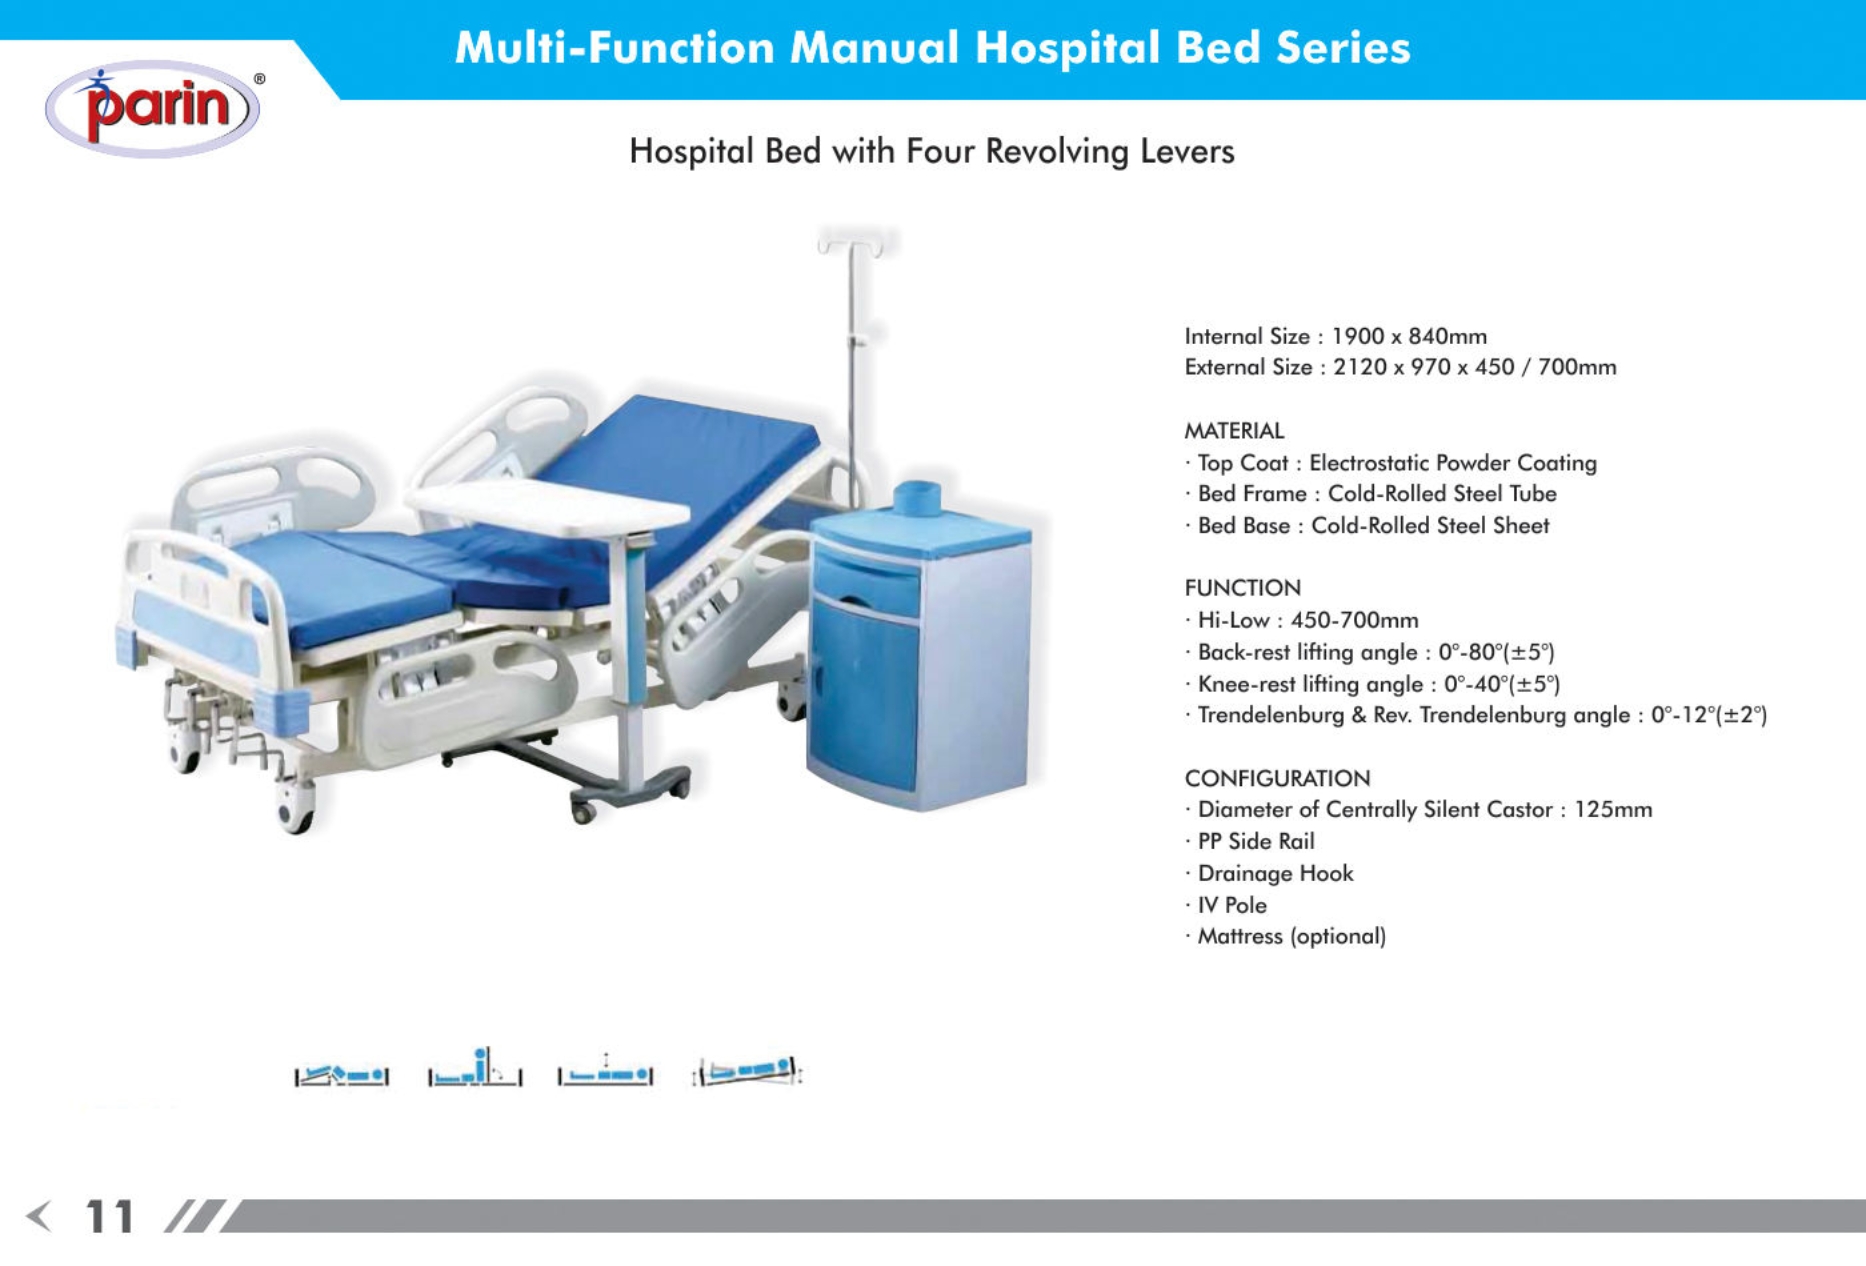 Multi-Function Manual Hospital Bed Series
parin®
Hospital Bed with Four Revolving Levers
Internal Size : 1900 x 840mm
External Size : 2120 x 970 x 450 / 700mm
MATERIAL
· Top Coat : Electrostatic Powder Coating
· Bed Frame : Cold-Rolled Steel Tube
· Bed Base : Cold-Rolled Steel Sheet
FUNCTION
· Hi-Low : 450-700mm
· Back-rest lifting angle : 0°-80°(±5°)
· Knee-rest lifting angle : 0°-40°(±5°)
· Trendelenburg & Rev. Trendelenburg angle : 0°-12°(±2°)
CONFIGURATION
· Diameter of Centrally Silent Castor : 125mm
· PP Side Rail
· Drainage Hook
· IV Pole
· Mattress (optional)
11